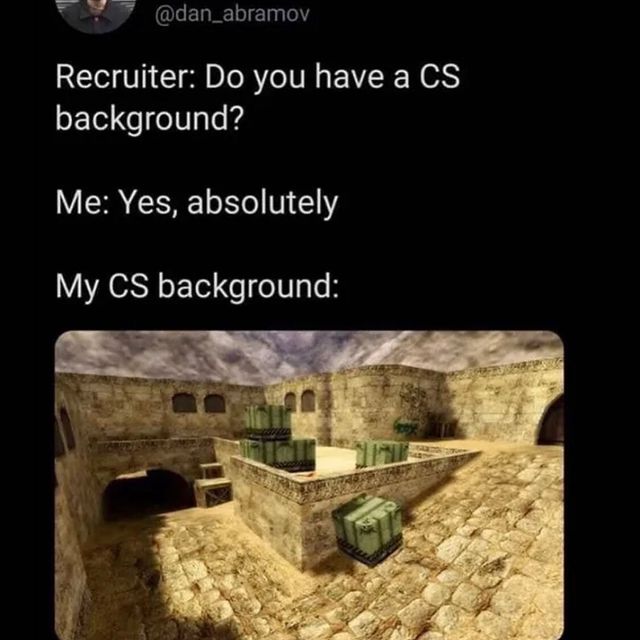 @dan_abramov
Recruiter: Do you have a CS
background?
Me: Yes, absolutely
My CS background: